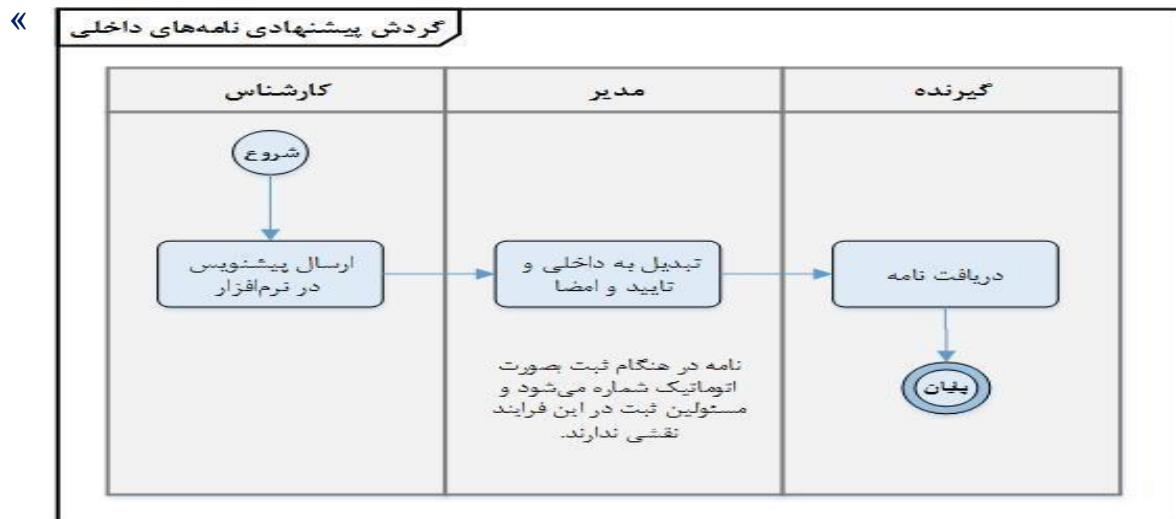 »
گردش پیشنهادی نامه‌های داخلی
کارشناس
مدیر
گیرنده
شروع
ارسال پیشنویس
در نرم‌افزار
تبدیل به داخلی و
تایید و امضا
دریافت نامه
نامه در هنگام ثبت بصورت
اتوماتیک شماره می‌شود و
مسئولین ثبت در این فرایند
نقشی ندارند.
پایان